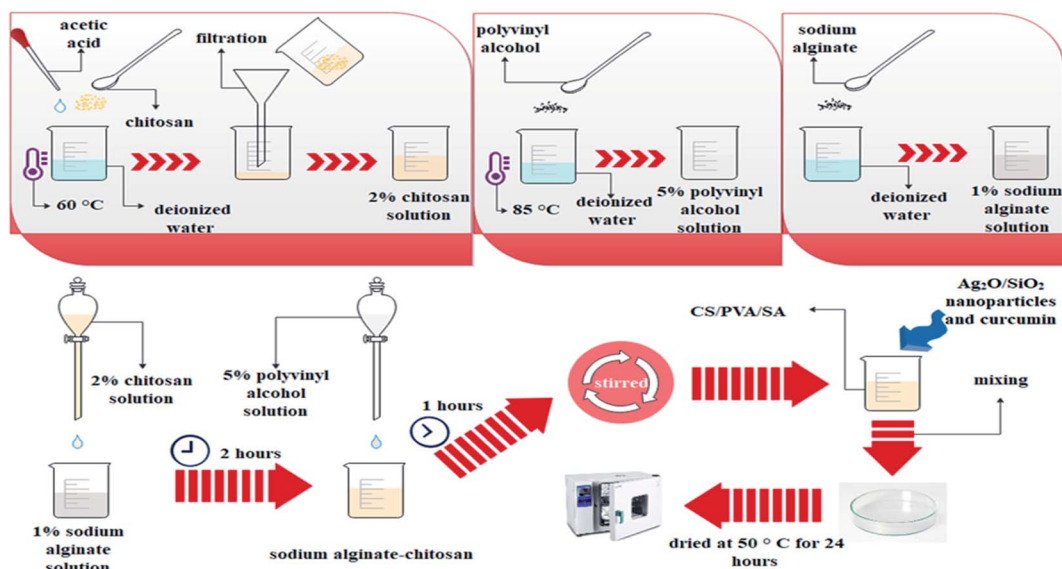 acetic
acid
filtration
chitosan
60 °C
deionized
water
2% chitosan
solution
polyvinyl
alcohol
85 °C
deionized
water
5% polyvinyl
alcohol
solution
sodium
alginate
deionized
water
1% sodium
alginate
solution
2% chitosan
solution
1% sodium
alginate
solution
2 hours
5% polyvinyl
alcohol
solution
sodium alginate-chitosan
1 hours
stirred
CS/PVA/SA
Ag₂O/SiO₂
nanoparticles
and curcumin
mixing
dried at 50 ° C for 24
hours